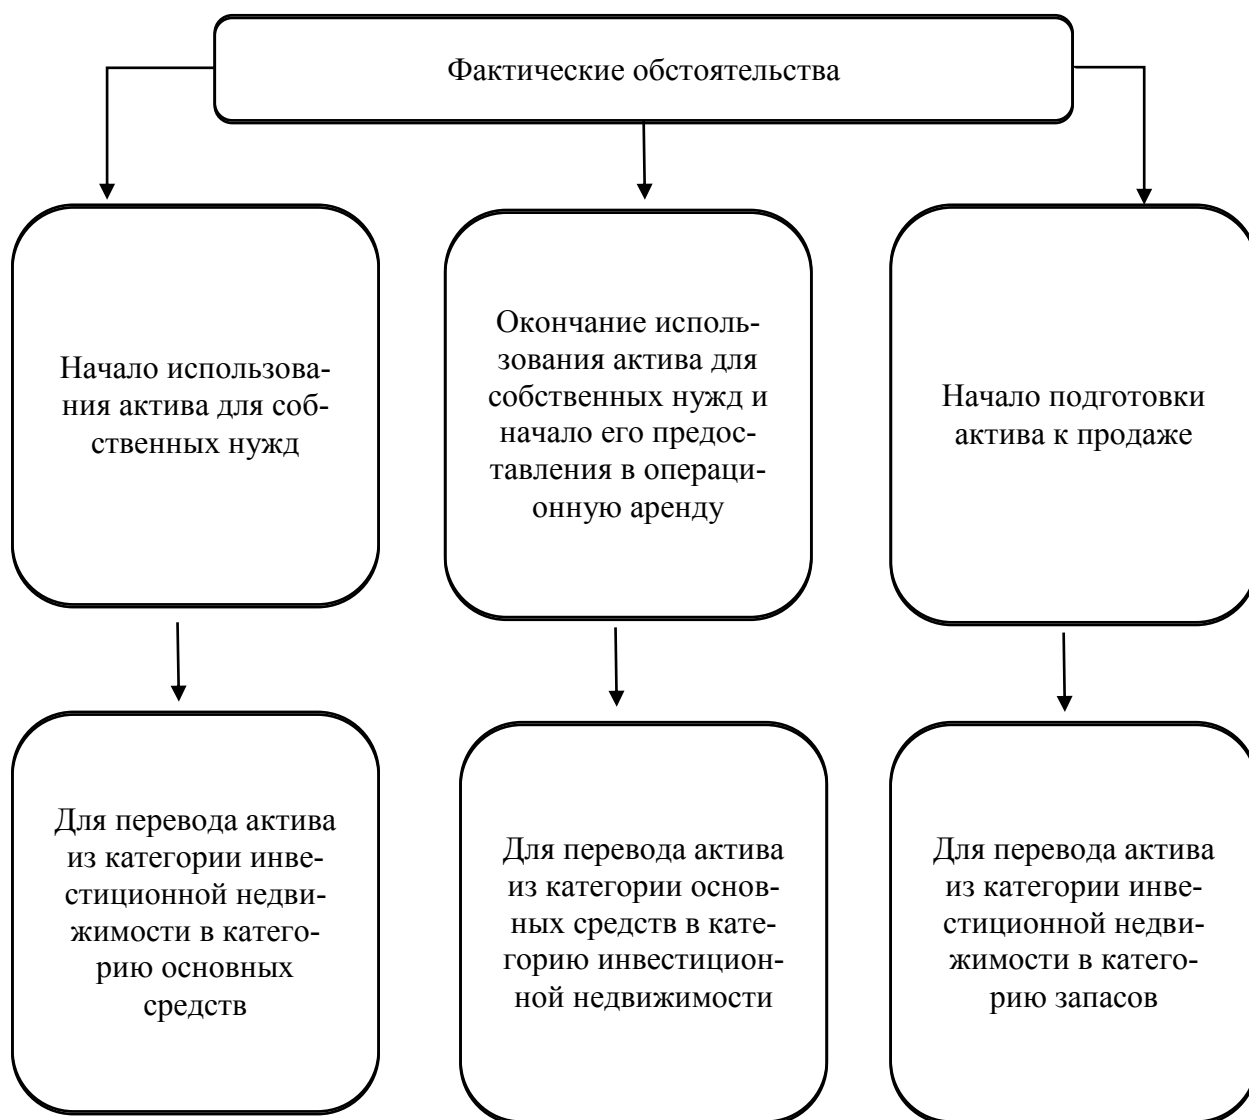 Фактические обстоятельства
Начало использова-
ния актива для соб-
ственных нужд
Окончание исполь-
зования актива для
собственных нужд и
начало его предос-
тавления в операци-
онную аренду
Начало подготовки
актива к продаже
Для перевода актива
из категории инве-
стиционной недви-
жимости в катего-
рию основных
средств
Для перевода актива
из категории основ-
ных средств в кате-
горию инвестицион-
ной недвижимости
Для перевода актива
из категории инве-
стиционной недви-
жимости в катего-
рию запасов